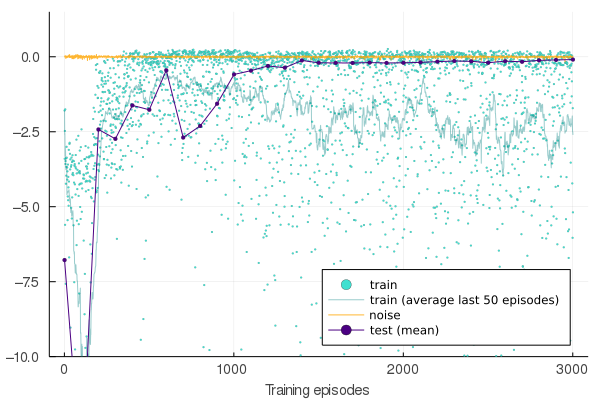 0.0
−2.5
−5.0
−7.5
−10.0
0
1000
2000
3000
Training episodes
train
train (average last 50 episodes)
noise
test (mean)